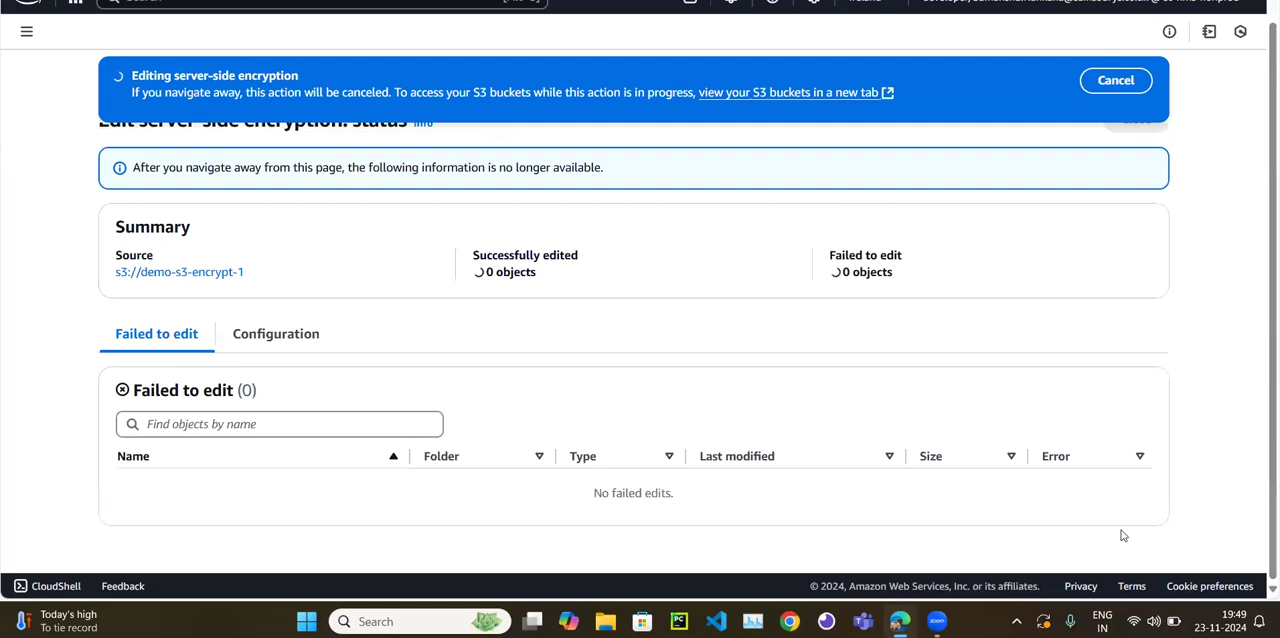 Editing server-side encryption
If you navigate away, this action will be canceled. To access your S3 buckets while this action is in progress, view your S3 buckets in a new tab
Cancel
Edit server-side encryption: status Info
After you navigate away from this page, the following information is no longer available.
Summary
Source
s3://demo-s3-encrypt-1
Successfully edited
0 objects
Failed to edit
0 objects
Failed to edit
Configuration
Failed to edit (0)
Find objects by name
Name
Folder
Type
Last modified
Size
Error
No failed edits.
CloudShell
Feedback
© 2024, Amazon Web Services, Inc. or its affiliates.
Privacy
Terms
Cookie preferences
Today's high
To tie record
Search
zoom
ENG
IN
19:49
23-11-2024